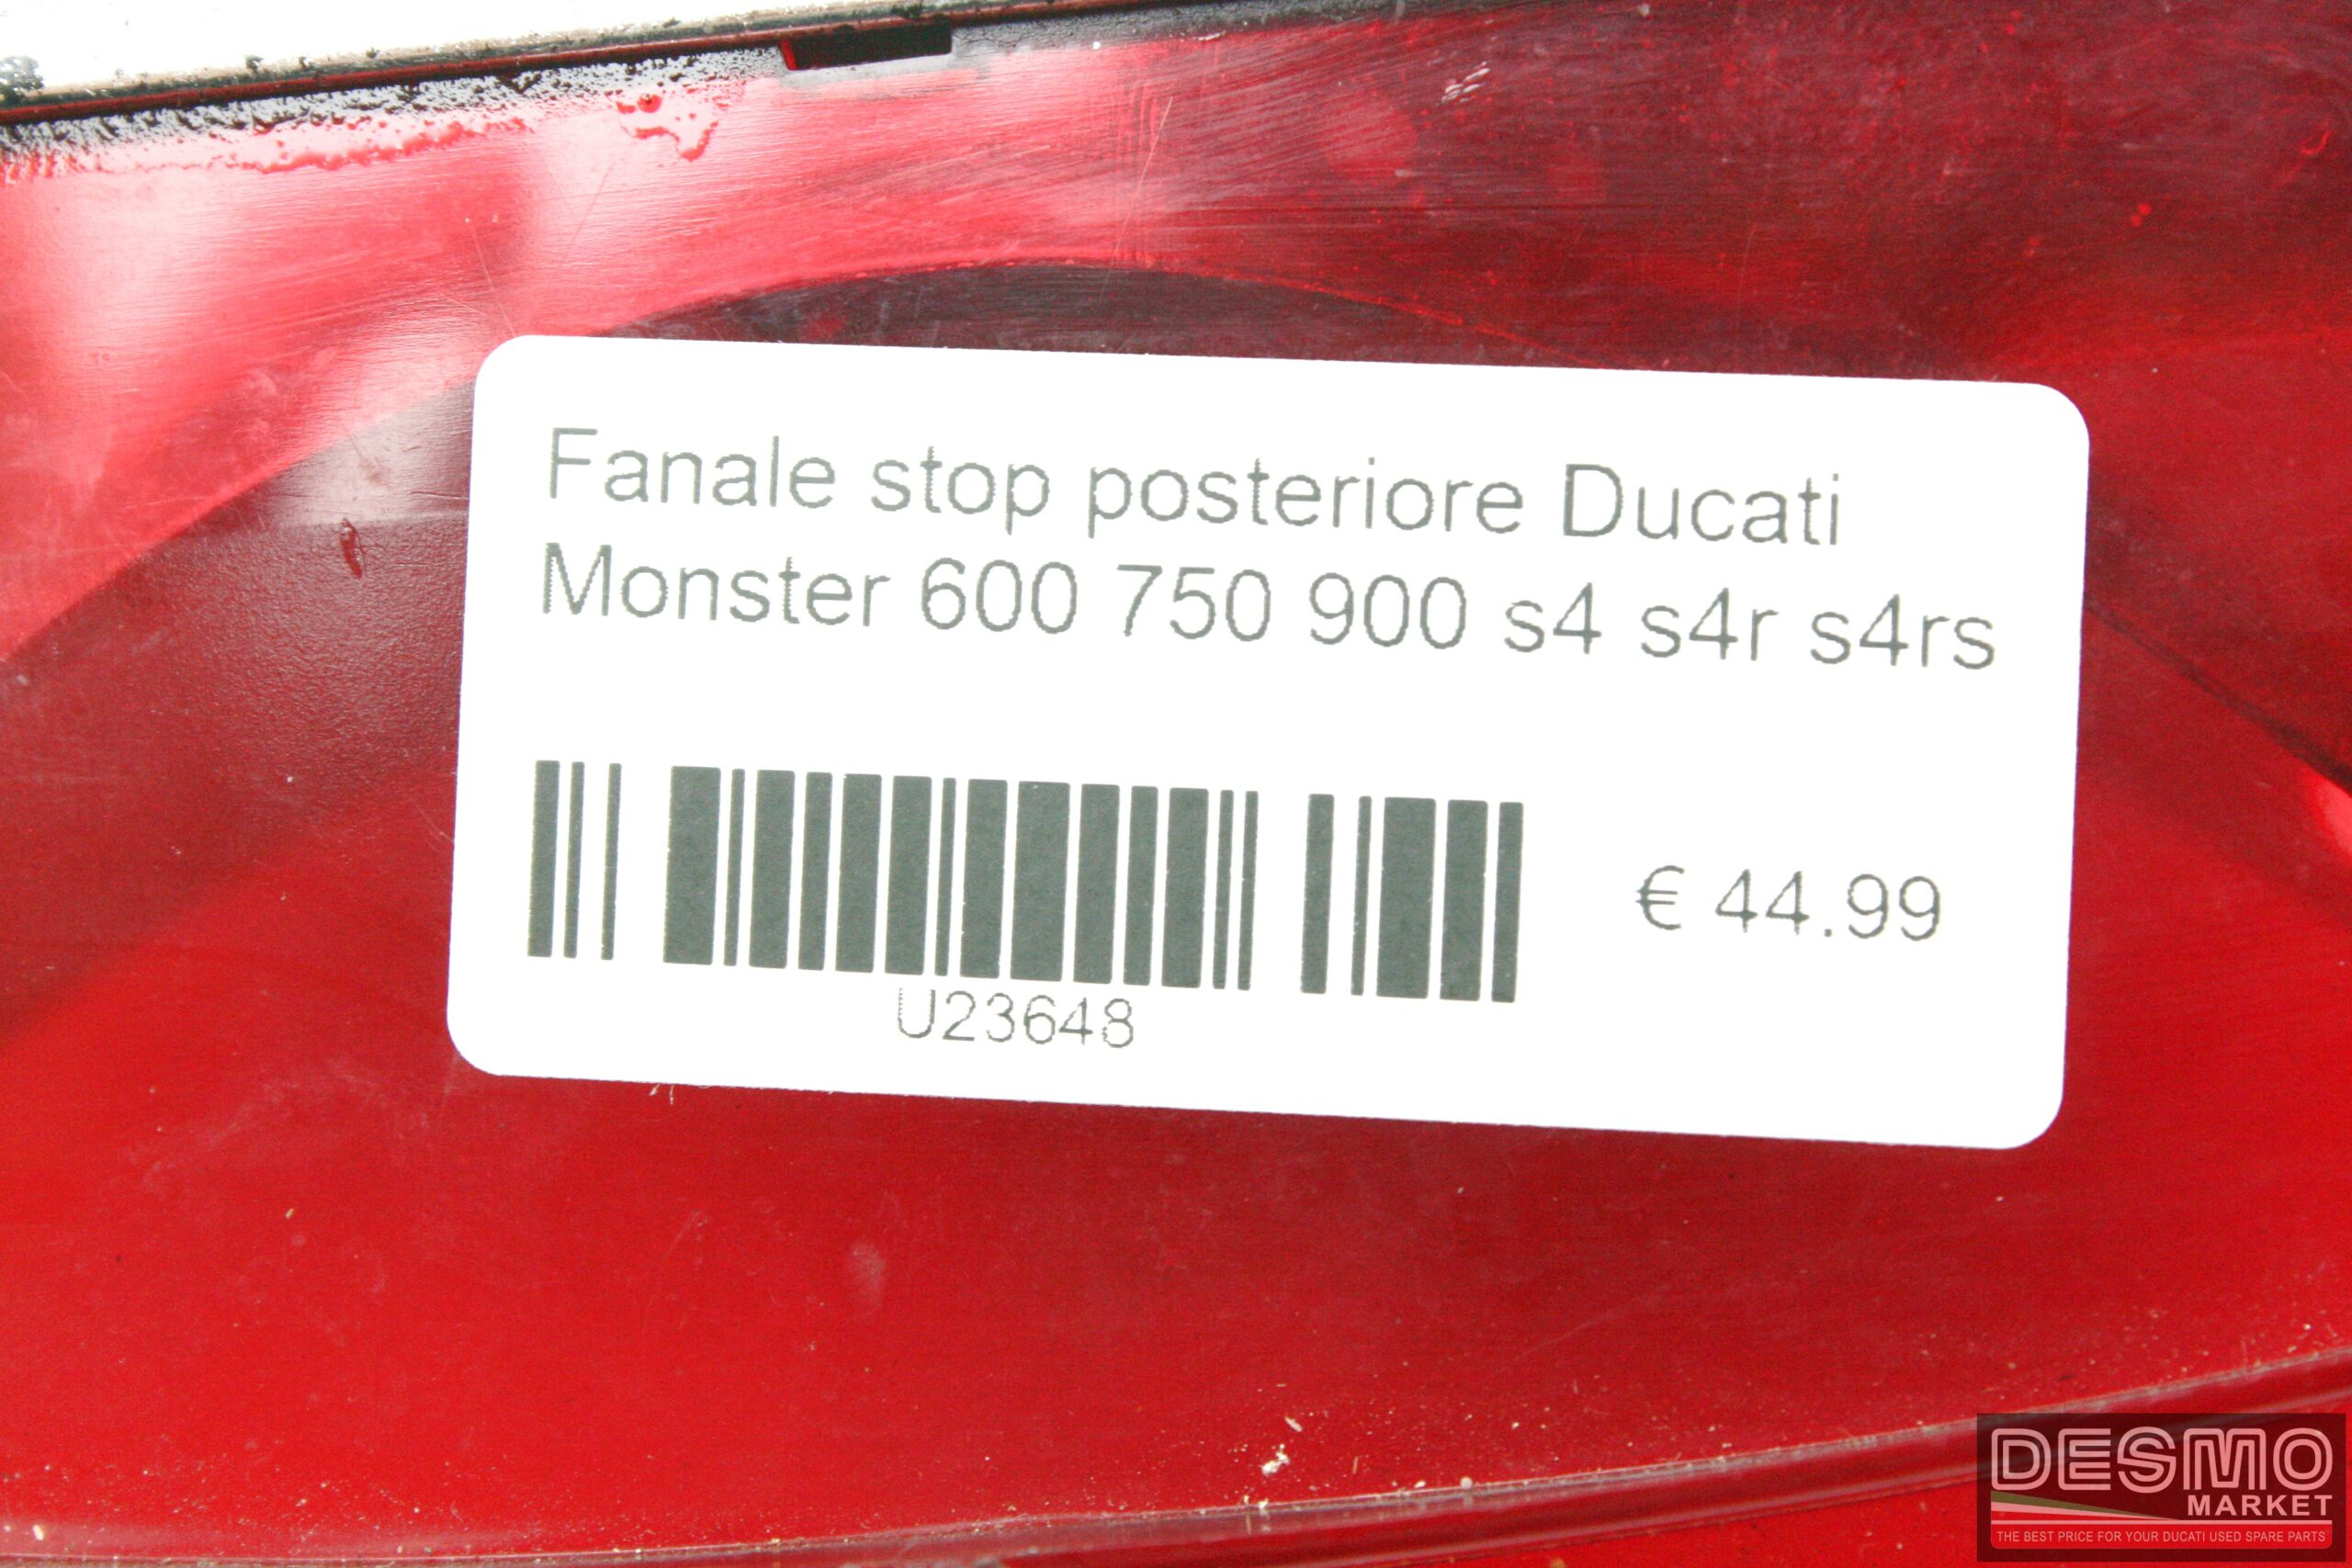 Fanale stop posteriore Ducati
Monster 600 750 900 s4 s4r s4rs
€ 44.99
U23648
DESMO
MARKET
THE BEST PRICE FOR YOUR DUCATI USED SPARE PARTS